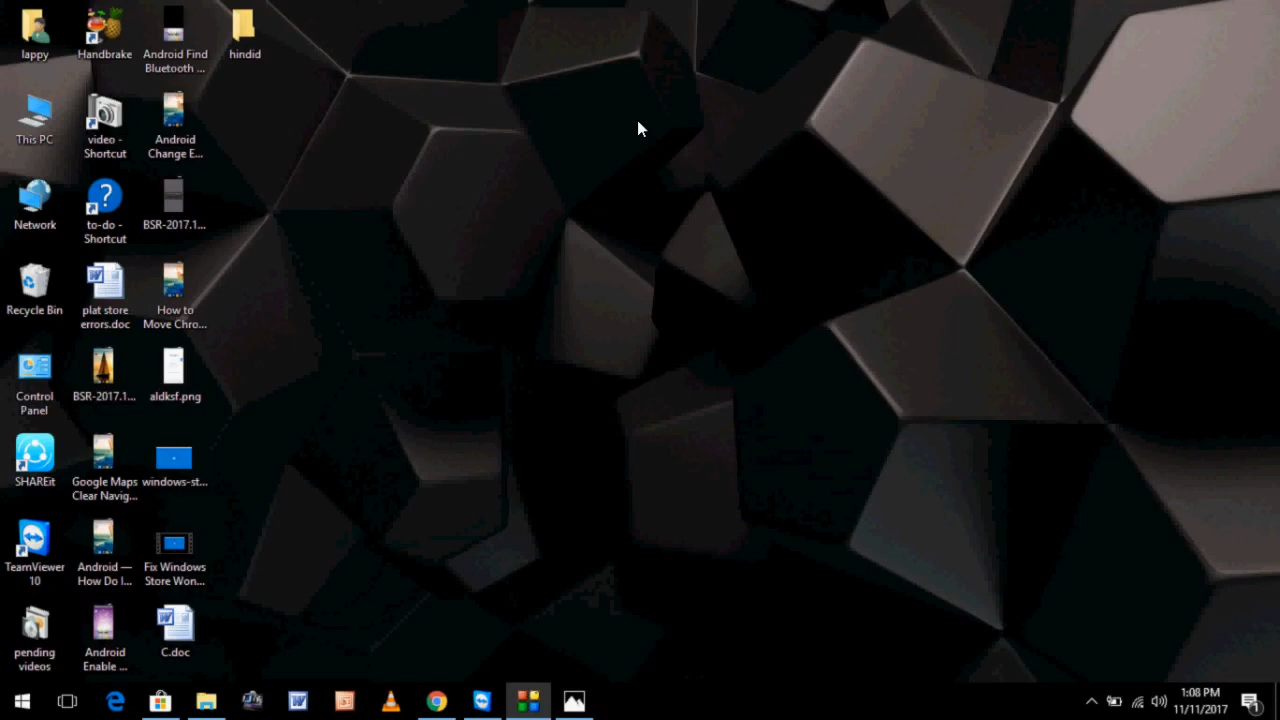 lappy
Handbrake
Android Find
Bluetooth ...
hindid
This PC
video -
Shortcut
Android
Change E...
Network
to-do -
Shortcut
BSR-2017.1...
Recycle Bin
plat store
errors.doc
How to
Move Chro...
Control
Panel
BSR-2017.1...
aldksf.png
SHAREit
Google Maps
Clear Navig...
windows-st...
TeamViewer
10
Android —
How Do I...
Fix Windows
Store Won...
pending
videos
Android
Enable ...
C.doc
1:08 PM
11/11/2017
1